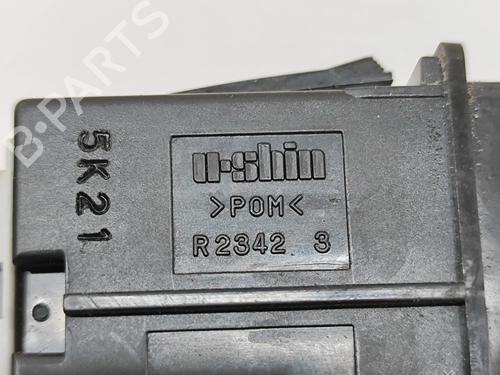 5K21
u-shin
>POM<
R2342 3
B-PARTS